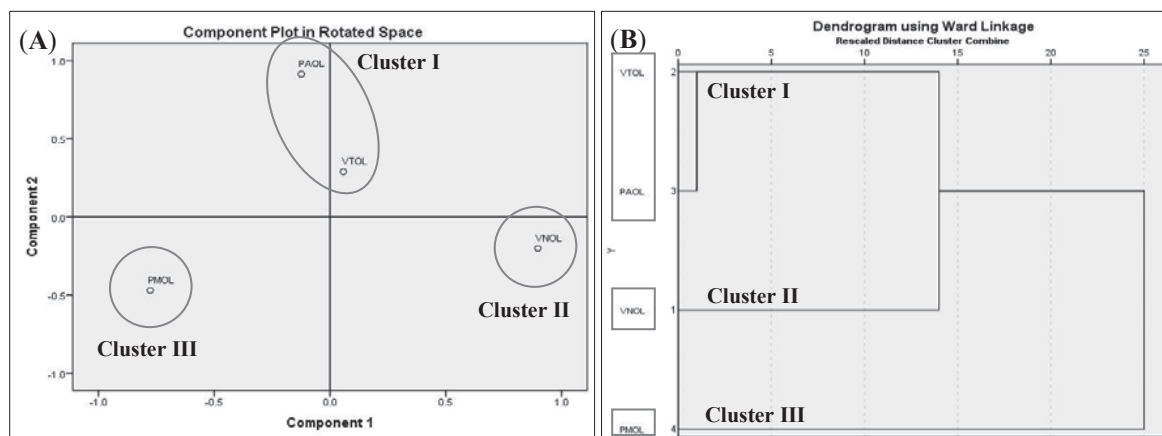 (A)
Component Plot in Rotated Space
1.0
0.5
0.0
-0.5
-1.0
Component 2
PAOL
Cluster I
VTOL
VNOL
Cluster II
PMOL
Cluster III
-1.0
-0.5
0.0
0.5
1.0
Component 1
(B)
Dendrogram using Ward Linkage
Rescaled Distance Cluster Combine
0
5
10
15
20
25
VTOL
2
Cluster I
PAOL
3
Y
VNOL
1
Cluster II
PMOL
4
Cluster III